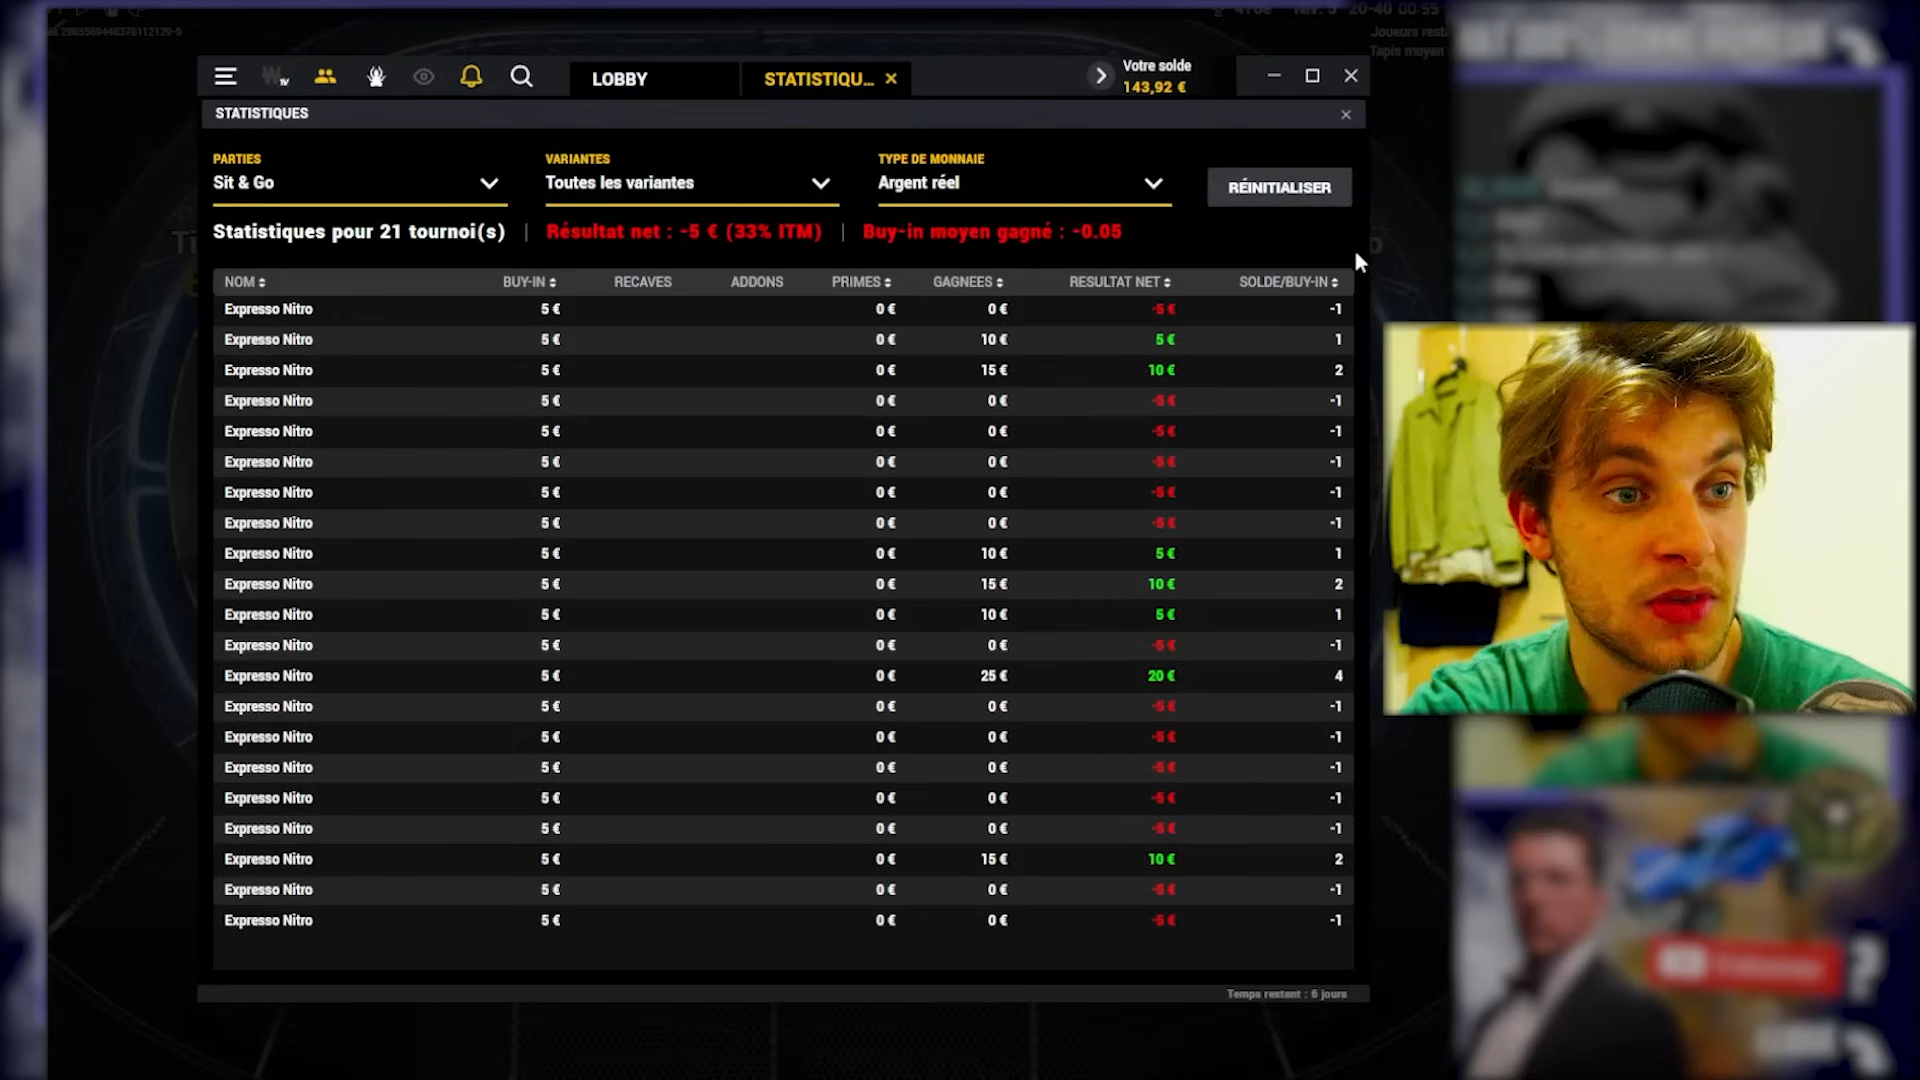 LOBBY
STATISTIQU... ×
Votre solde
143,92 €
STATISTIQUES
PARTIES
Sit & Go
VARIANTES
Toutes les variantes
TYPE DE MONNAIE
Argent réel
RÉINITIALISER
Statistiques pour 21 tournoi(s) | Résultat net : -5 € (33% ITM) | Buy-in moyen gagné : -0.05
NOM BUY-IN RECAVES ADDONS PRIMES GAGNEES RESULTAT NET SOLDE/BUY-IN
Expresso Nitro 5 € 0 € 0 € -5 € -1
Expresso Nitro 5 € 0 € 10 € 5 € 1
Expresso Nitro 5 € 0 € 15 € 10 € 2
Expresso Nitro 5 € 0 € 0 € -5 € -1
Expresso Nitro 5 € 0 € 0 € -5 € -1
Expresso Nitro 5 € 0 € 0 € -5 € -1
Expresso Nitro 5 € 0 € 0 € -5 € -1
Expresso Nitro 5 € 0 € 0 € -5 € -1
Expresso Nitro 5 € 0 € 10 € 5 € 1
Expresso Nitro 5 € 0 € 15 € 10 € 2
Expresso Nitro 5 € 0 € 10 € 5 € 1
Expresso Nitro 5 € 0 € 0 € -5 € -1
Expresso Nitro 5 € 0 € 25 € 20 € 4
Expresso Nitro 5 € 0 € 0 € -5 € -1
Expresso Nitro 5 € 0 € 0 € -5 € -1
Expresso Nitro 5 € 0 € 0 € -5 € -1
Expresso Nitro 5 € 0 € 0 € -5 € -1
Expresso Nitro 5 € 0 € 0 € -5 € -1
Expresso Nitro 5 € 0 € 15 € 10 € 2
Expresso Nitro 5 € 0 € 0 € -5 € -1
Expresso Nitro 5 € 0 € 0 € -5 € -1
Temps restant : 6 jours
Tapis moyen